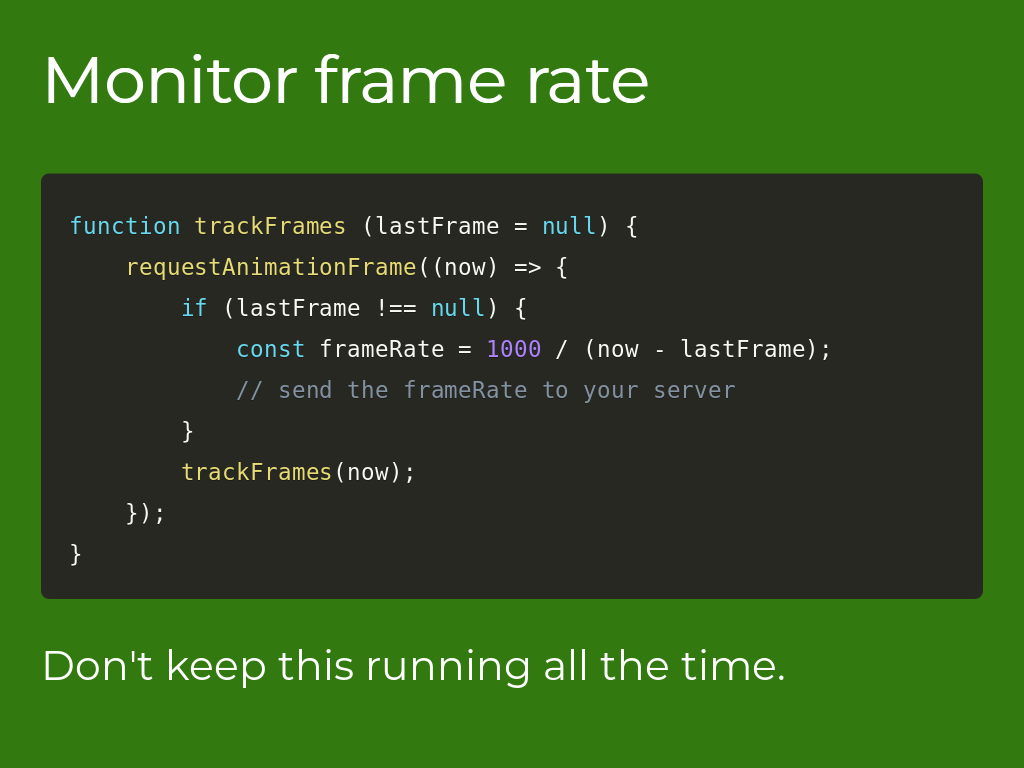 Monitor frame rate
function trackFrames (lastFrame = null) {
    requestAnimationFrame((now) => {
        if (lastFrame !== null) {
            const frameRate = 1000 / (now - lastFrame);
            // send the frameRate to your server
        }
        trackFrames(now);
    });
}
Don't keep this running all the time.